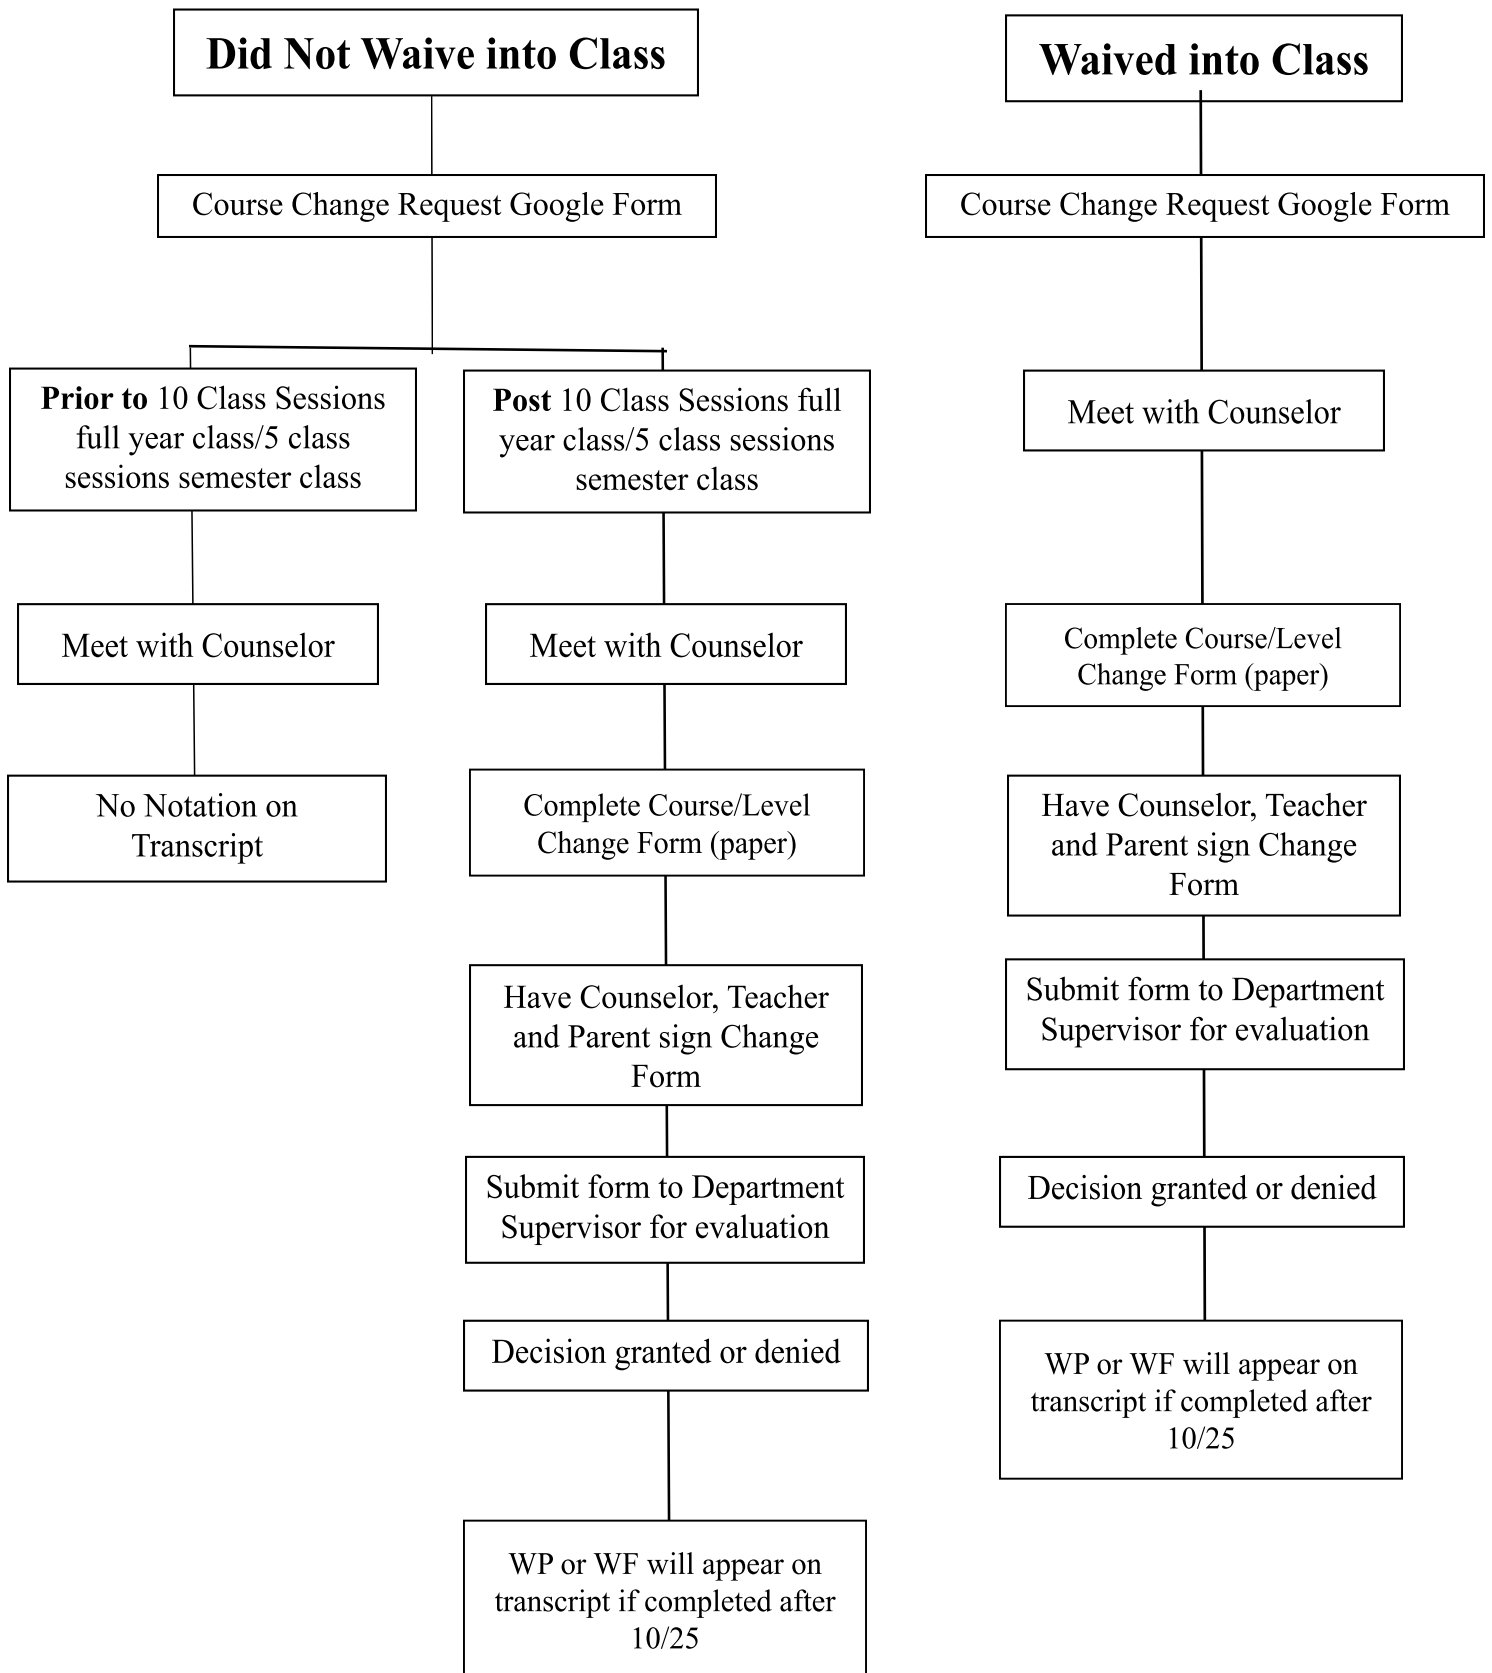 Did Not Waive into Class
Course Change Request Google Form
Prior to 10 Class Sessions
full year class/5 class
sessions semester class
Meet with Counselor
No Notation on
Transcript
Post 10 Class Sessions full
year class/5 class sessions
semester class
Meet with Counselor
Complete Course/Level
Change Form (paper)
Have Counselor, Teacher
and Parent sign Change
Form
Submit form to Department
Supervisor for evaluation
Decision granted or denied
WP or WF will appear on
transcript if completed after
10/25
Waived into Class
Course Change Request Google Form
Meet with Counselor
Complete Course/Level
Change Form (paper)
Have Counselor, Teacher
and Parent sign Change
Form
Submit form to Department
Supervisor for evaluation
Decision granted or denied
WP or WF will appear on
transcript if completed after
10/25